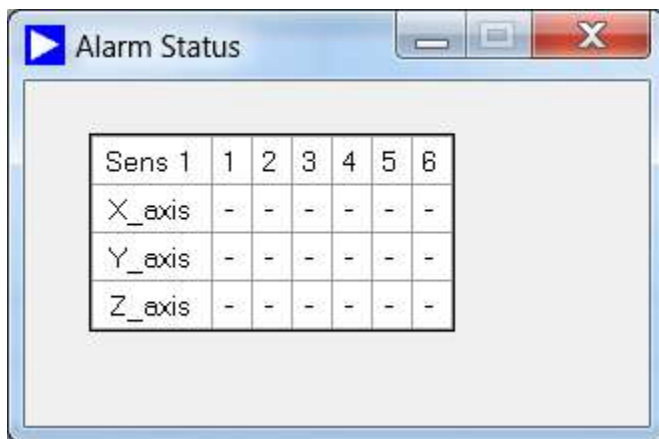 Alarm Status
Sens 1 1 2 3 4 5 6
X_axis - - - - - -
Y_axis - - - - - -
Z_axis - - - - - -